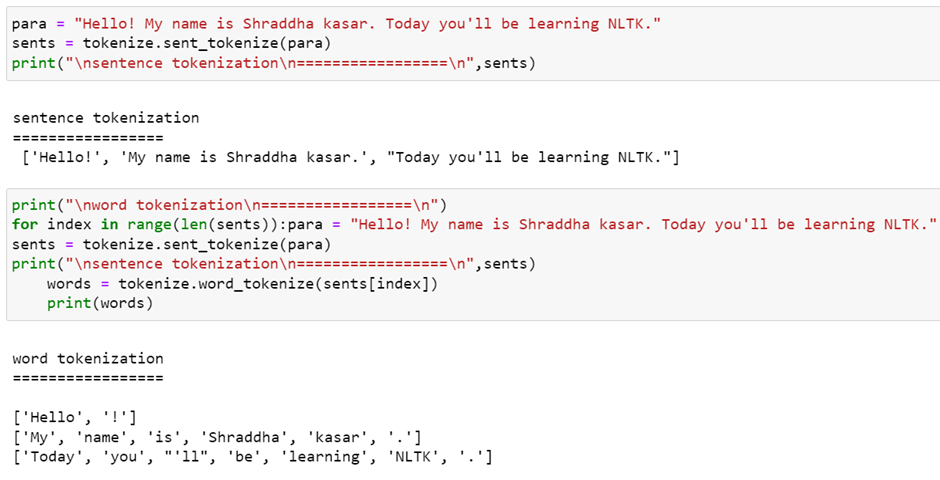 para = "Hello! My name is Shraddha kasar. Today you'll be learning NLTK."
sents = tokenize.sent_tokenize(para)
print("\nsentence tokenization\n=================\n",sents)
sentence tokenization
=================
 ['Hello!', 'My name is Shraddha kasar.', "Today you'll be learning NLTK."]
print("\nword tokenization\n=================\n")
for index in range(len(sents)):para = "Hello! My name is Shraddha kasar. Today you'll be learning NLTK."
sents = tokenize.sent_tokenize(para)
print("\nsentence tokenization\n=================\n",sents)
    words = tokenize.word_tokenize(sents[index])
    print(words)
word tokenization
=================
['Hello', '!']
['My', 'name', 'is', 'Shraddha', 'kasar', '.']
['Today', 'you', "'ll", 'be', 'learning', 'NLTK', '.']